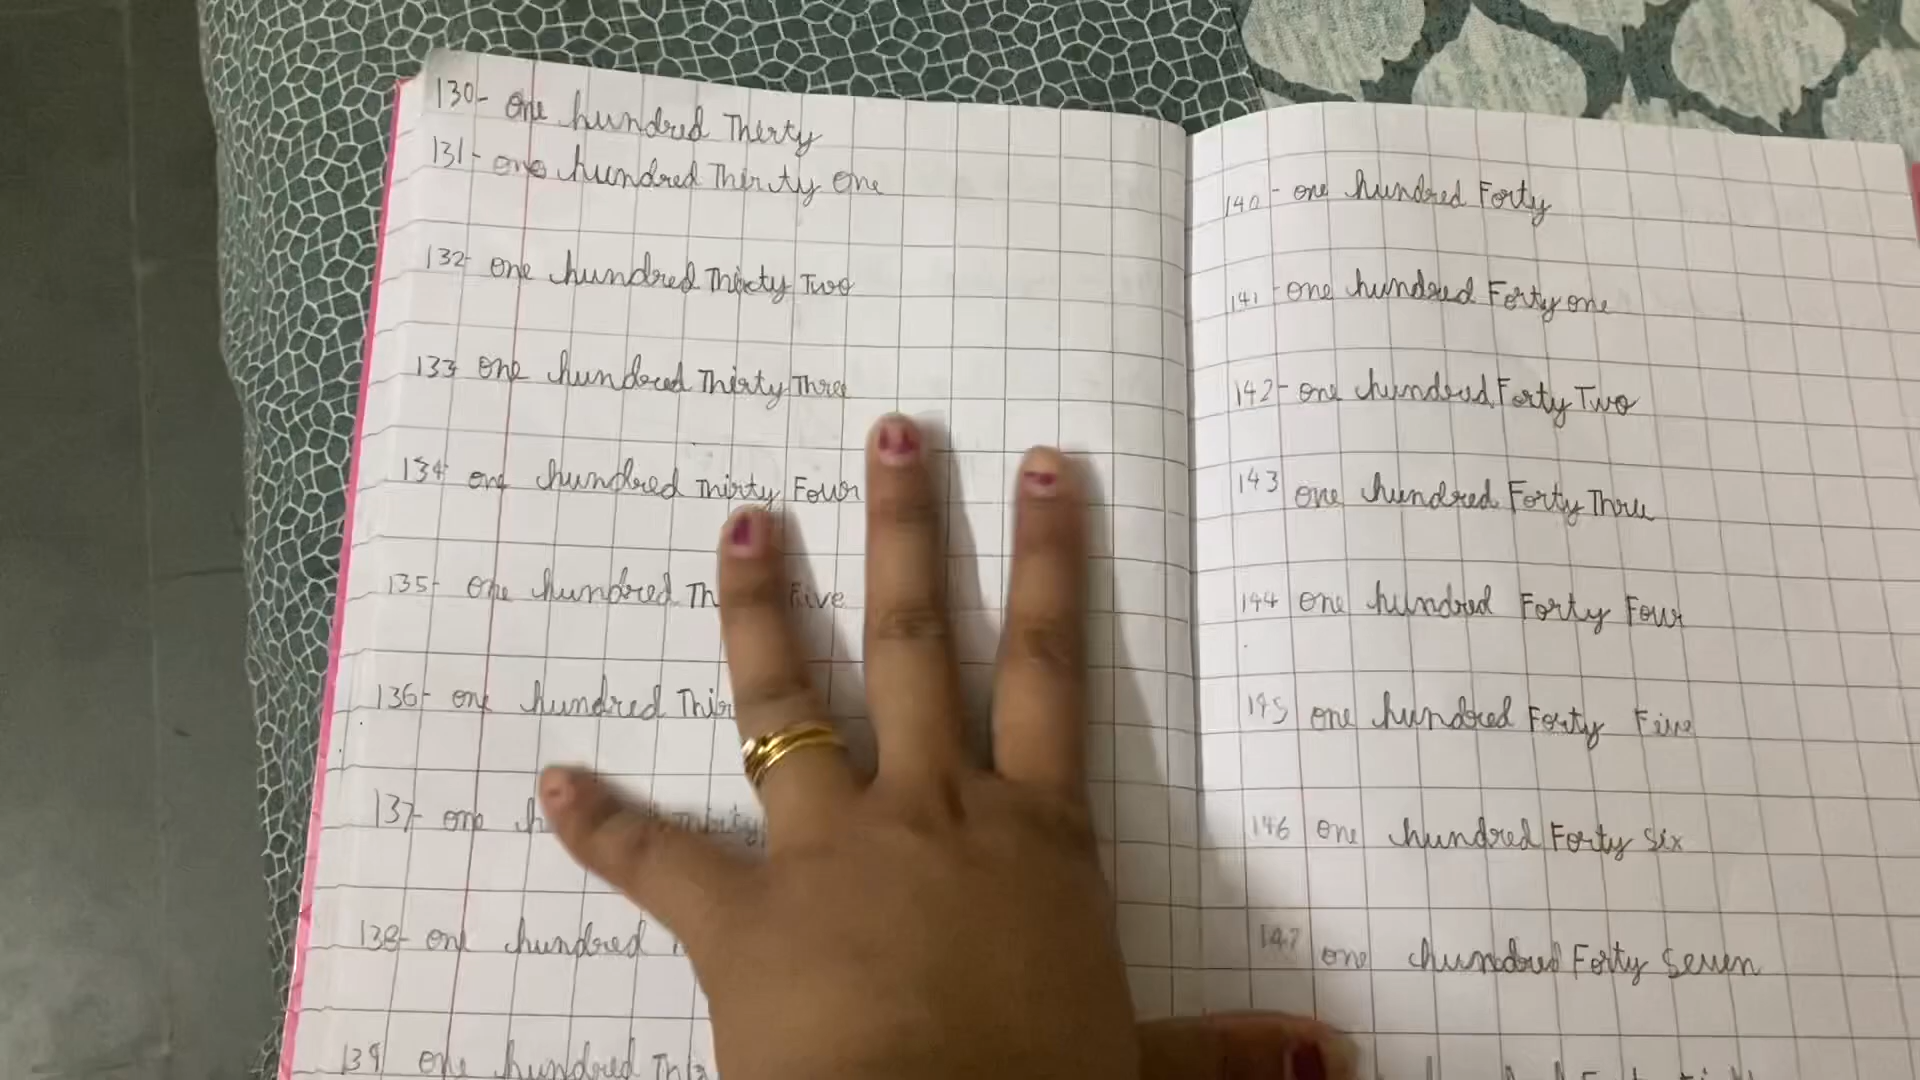 130- One hundred Therty
131- one hundred Thirty One
132- one hundred Thirty Two
133 one hundred Thirty Three
134 one hundred Thirty Four
135- one hundred Five
136- one hundred
137- one
138- one hundred
139 one hundred
140- one hundred Forty
141- one hundred Forty one
142- one hundred Forty Two
143 one hundred Forty Three
144 one hundred Forty Four
145 one hundred Forty Five
146 one hundred Forty six
147 one hundred Forty seven